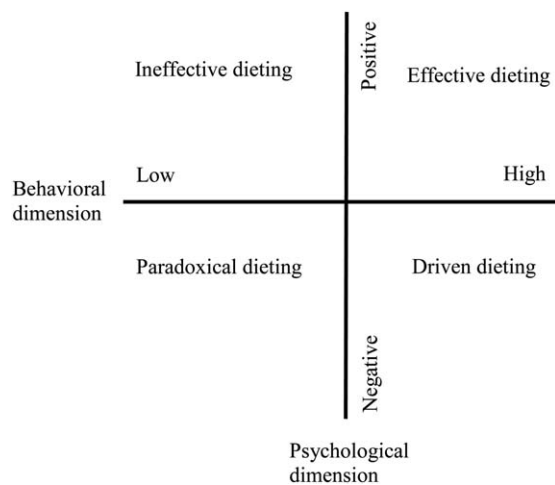 Positive
Ineffective dieting
Effective dieting
Low
High
Behavioral
dimension
Paradoxical dieting
Driven dieting
Negative
Psychological
dimension